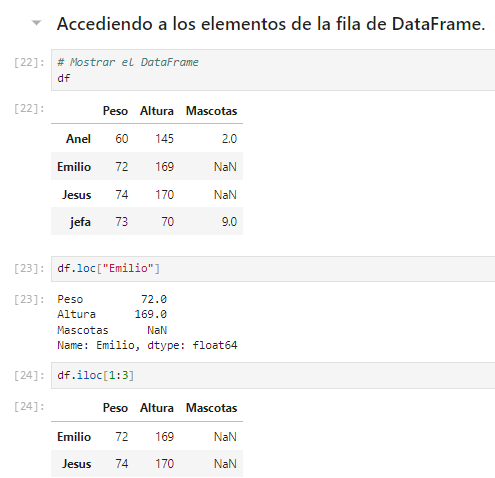 Accediendo a los elementos de la fila de DataFrame.
[22]: # Mostrar el DataFrame
df
[22]:
Peso Altura Mascotas
Anel 60 145 2.0
Emilio 72 169 NaN
Jesus 74 170 NaN
jefa 73 70 9.0
[23]: df.loc["Emilio"]
[23]: Peso 72.0
Altura 169.0
Mascotas NaN
Name: Emilio, dtype: float64
[24]: df.iloc[1:3]
[24]:
Peso Altura Mascotas
Emilio 72 169 NaN
Jesus 74 170 NaN